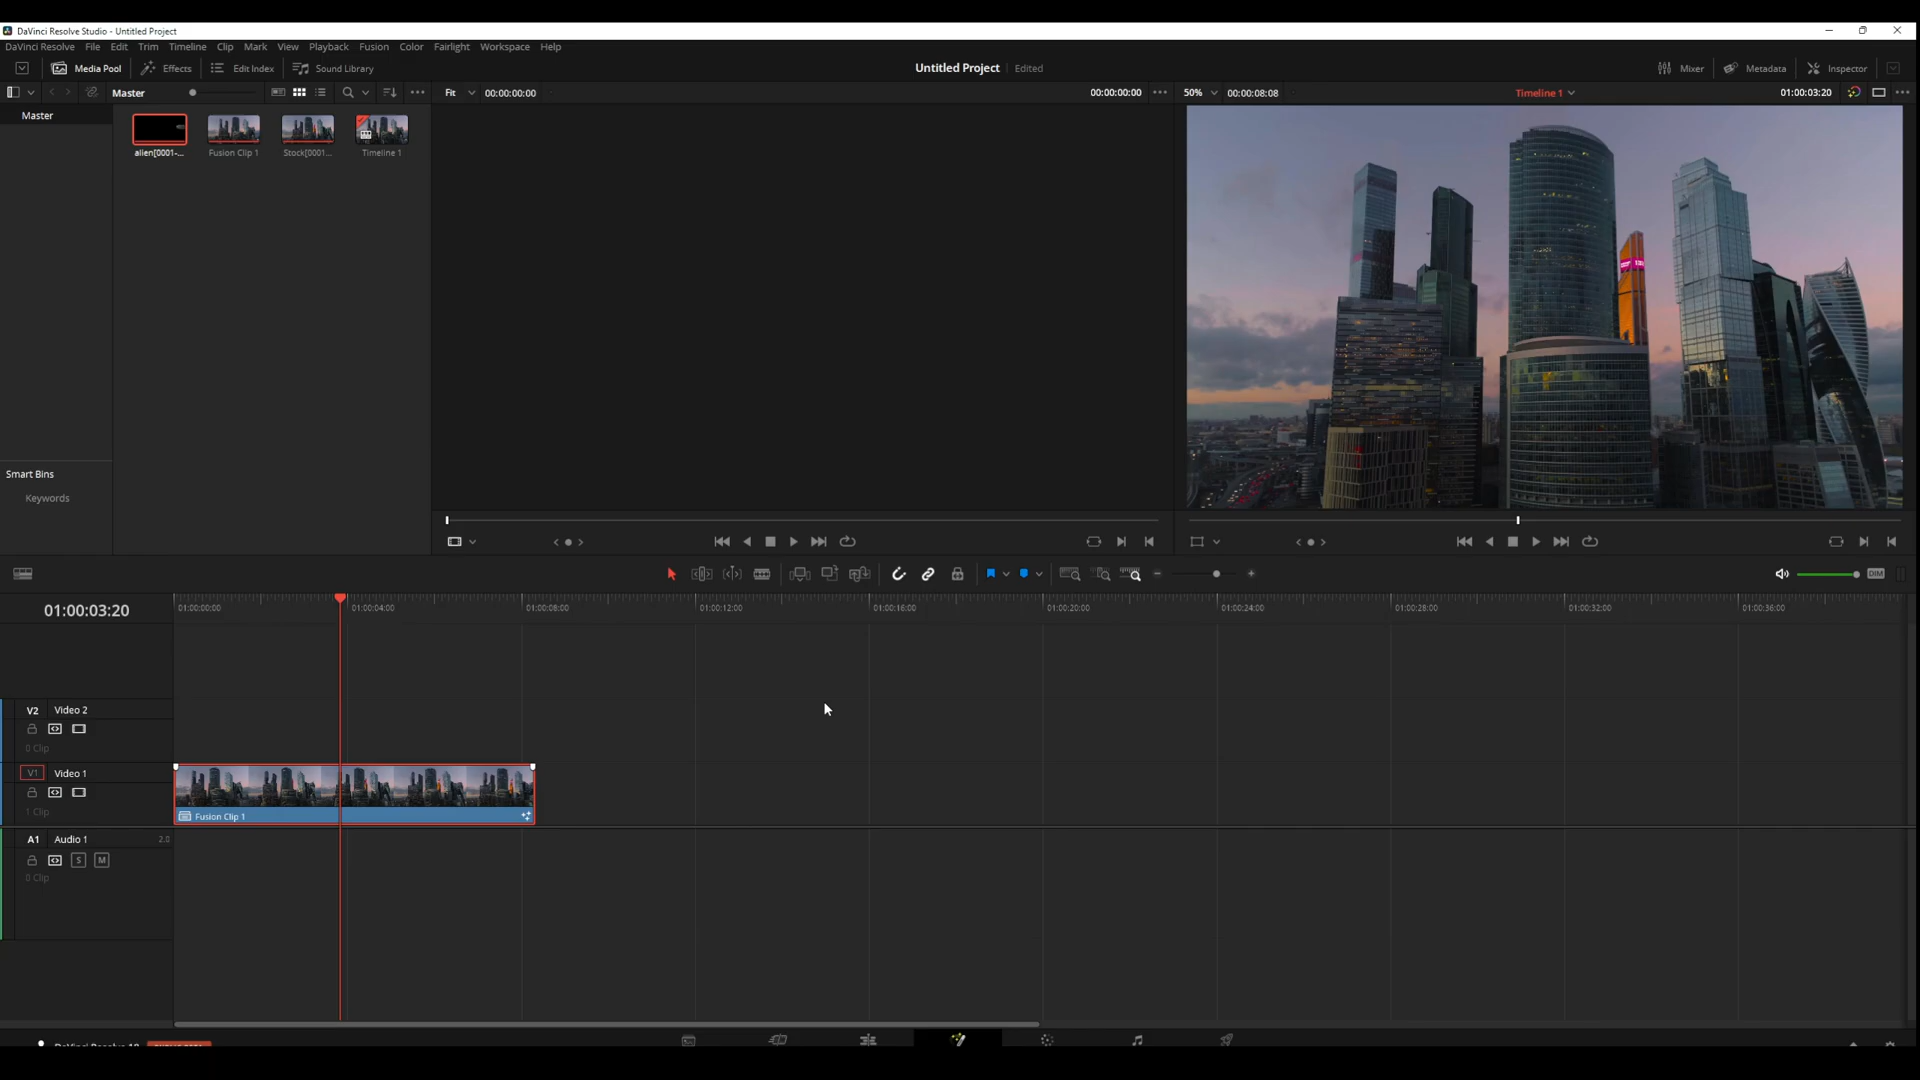 DaVinci Resolve Studio - Untitled Project
DaVinci Resolve File Edit Trim Timeline Clip Mark View Playback Fusion Color Fairlight Workspace Help
Media Pool Effects Edit Index Sound Library Untitled Project Edited Mixer Metadata Inspector
Master Fit 00:00:00:00 00:00:00:00 50% 00:00:08:08 Timeline 1 01:00:03:20
Master
alien[0001-... Fusion Clip 1 Stock[0001... Timeline 1
Smart Bins
Keywords
DIM
01:00:03:20 01:00:00:00 01:00:04:00 01:00:08:00 01:00:12:00 01:00:16:00 01:00:20:00 01:00:24:00 01:00:28:00 01:00:32:00 01:00:36:00
V2 Video 2
0 Clip
V1 Video 1
1 Clip
Fusion Clip 1
A1 Audio 1 2.0
S M
0 Clip